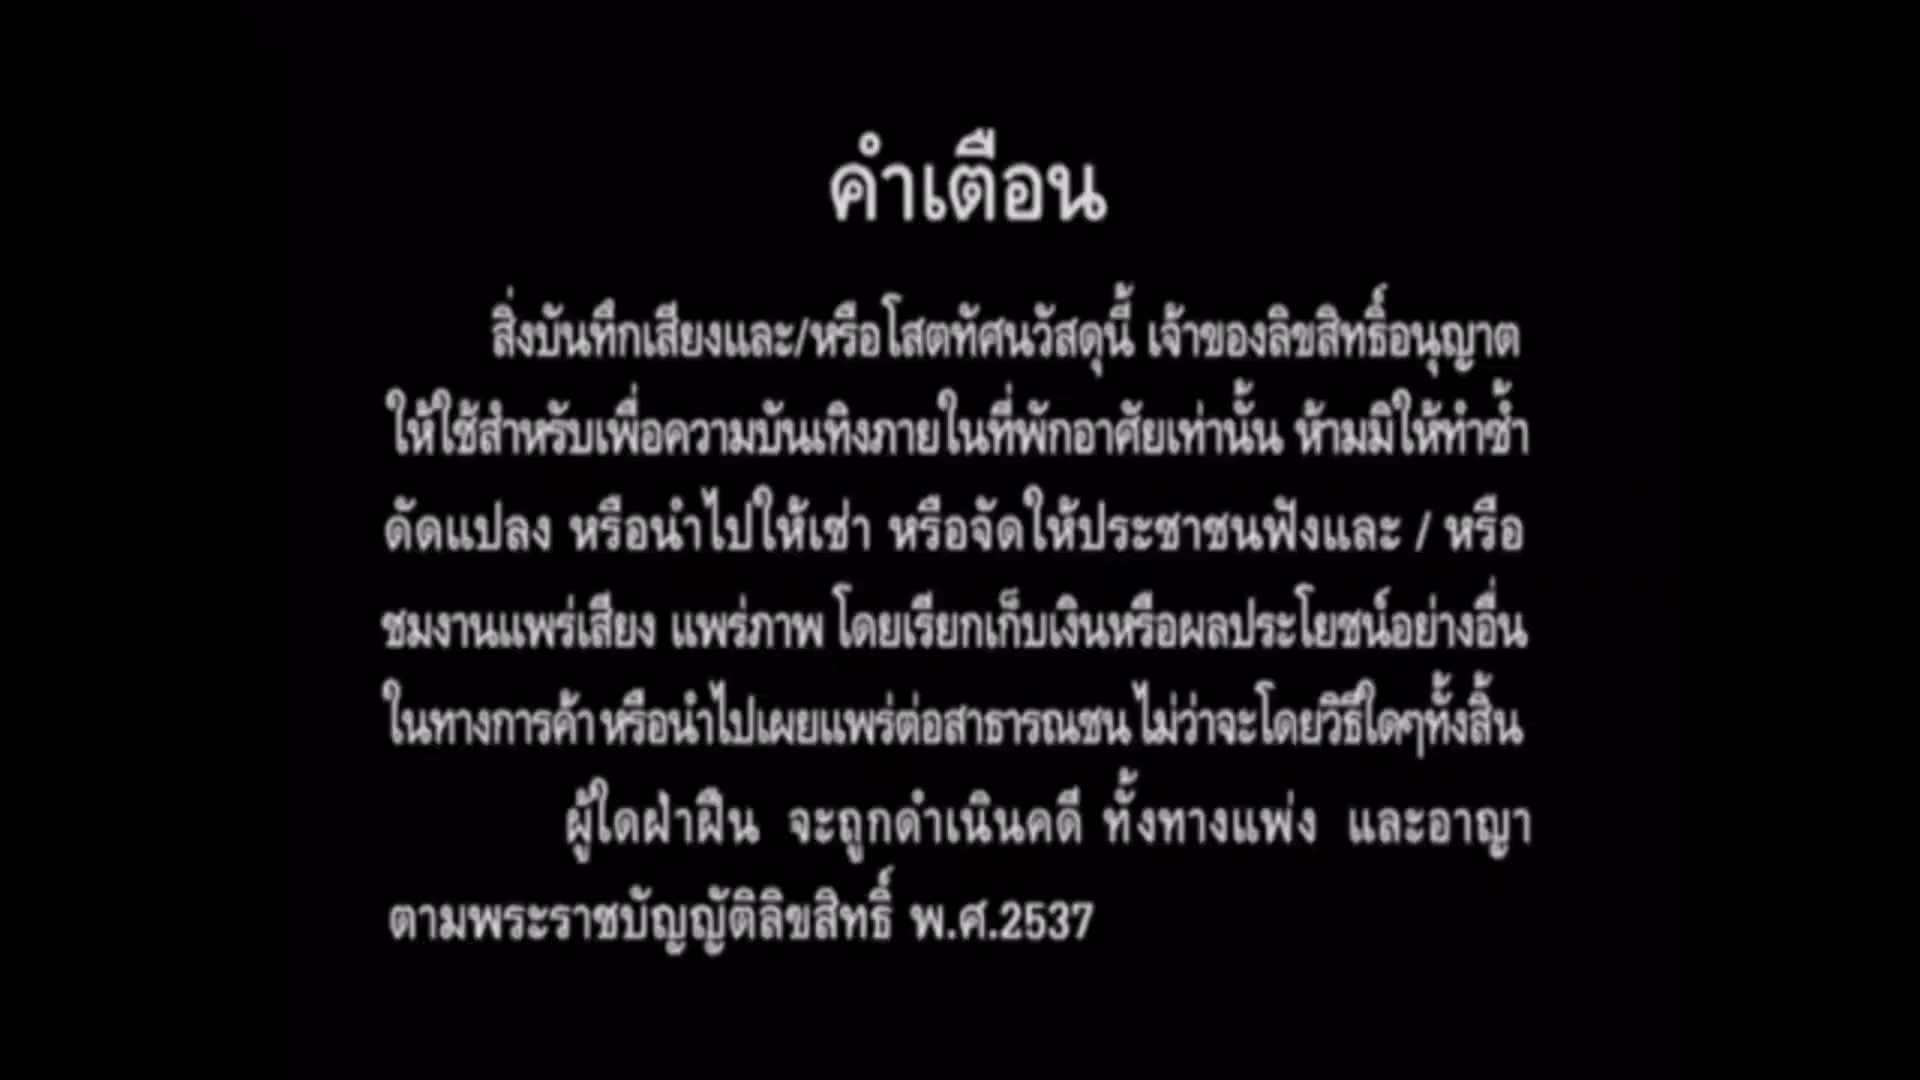 คำเตือน
สิ่งบันทึกเสียงและ/หรือโสตทัศนวัสดุนี้ เจ้าของลิขสิทธิ์อนุญาต
ให้ใช้สำหรับเพื่อความบันเทิงภายในที่พักอาศัยเท่านั้น ห้ามมิให้ทำซ้ำ
ดัดแปลง หรือนำไปให้เช่า หรือจัดให้ประชาชนฟังและ / หรือ
ชมงานแพร่เสียง แพร่ภาพ โดยเรียกเก็บเงินหรือผลประโยชน์อย่างอื่น
ในทางการค้า หรือนำไปเผยแพร่ต่อสาธารณชน ไม่ว่าจะโดยวิธีใดๆทั้งสิ้น
ผู้ใดฝ่าฝืน จะถูกดำเนินคดี ทั้งทางแพ่ง และอาญา
ตามพระราชบัญญัติลิขสิทธิ์ พ.ศ.2537